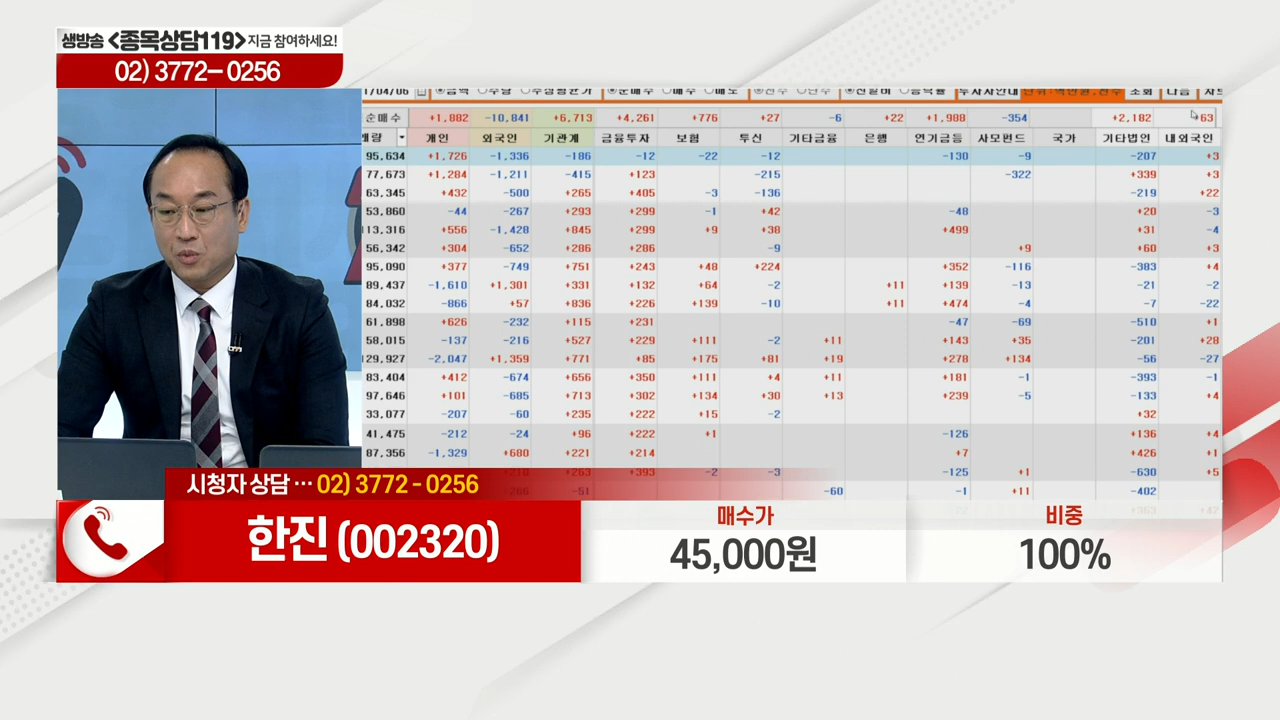 생방송 <종목상담119> 지금 참여하세요!
02) 3772-0256
순매수 +1,882 -10,841 +6,713 +4,261 +776 +27 -6 +22 +1,988 -354 +2,182 63
개인 외국인 기관계 금융투자 보험 투신 기타금융 은행 연기금등 사모펀드 국가 기타법인 내외국인
95,634 +1,726 -1,336 -186 -12 -22 -12 -130 -9 -207 +3
77,673 +1,284 -1,211 -415 +123 -215 -322 +339 +3
63,345 +432 -500 +265 +405 -3 -136 -219 +22
53,860 -44 -267 +293 +299 -1 +42 -48 +20 -3
113,316 +556 -1,428 +845 +299 +9 +38 +499 +31 -4
56,342 +304 -652 +286 +286 -9 +9 +60 +3
95,090 +377 -749 +751 +243 +48 +224 +352 -116 -383 +4
89,437 -1,610 +1,301 +331 +132 +64 -2 +11 +139 -13 -21 -2
84,032 -866 +57 +836 +226 +139 -10 +11 +474 -4 -7 -22
61,898 +626 -232 +115 +231 -47 -69 -510 +1
58,015 -137 -216 +527 +229 +111 -2 +11 +143 +35 -201 +28
129,927 -2,047 +1,359 +771 +85 +175 +81 +19 +278 +134 -56 -27
83,404 +412 -674 +656 +350 +111 +4 +11 +181 -1 -393 -1
97,646 +101 -685 +713 +302 +134 +30 +13 +239 -5 -133 +4
33,077 -207 -60 +235 +222 +15 -2 +32
41,475 -212 -24 +96 +222 +1 -126 +136 +4
87,356 -1,329 +680 +221 +214 +7 +426 +1
+393 -2 -3 -125 +1 -630 +5
-51 -60 -1 +11 -402
시청자 상담… 02) 3772-0256
한진 (002320)
매수가
45,000원
비중
100%